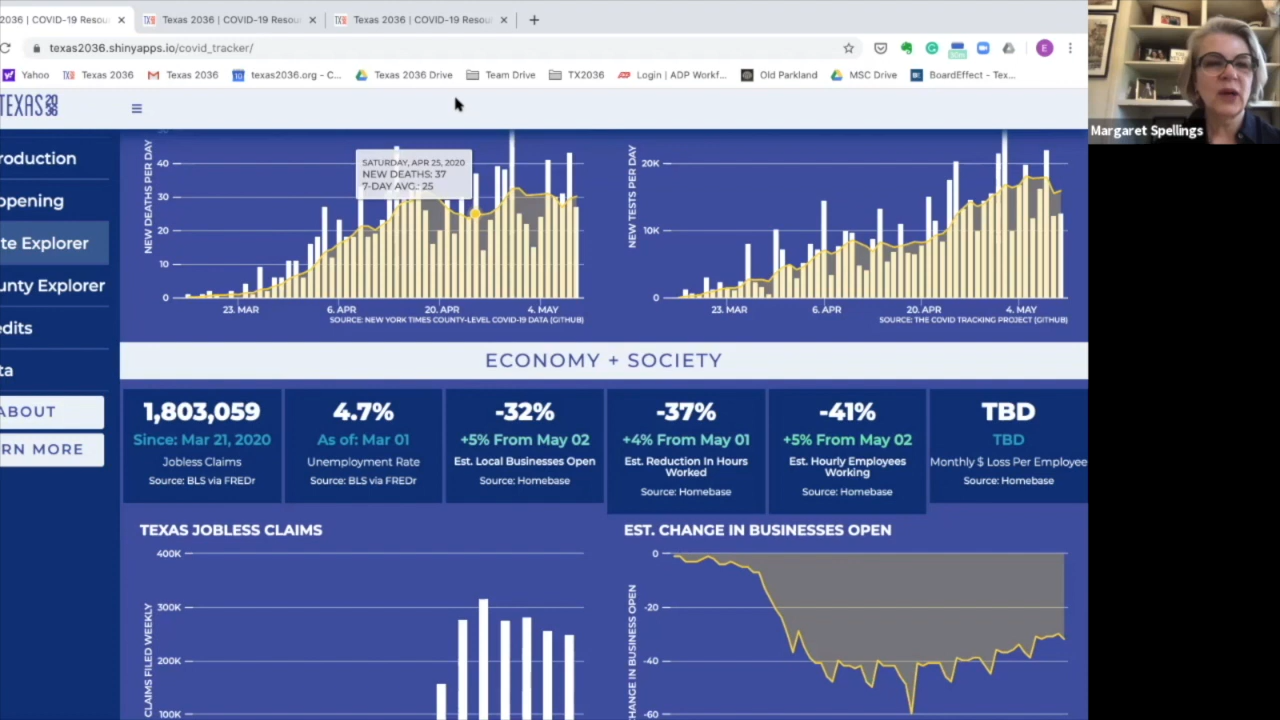 2036 | COVID-19 Resou
Texas 2036 | COVID-19 Resou
Texas 2036 | COVID-19 Resou
texas2036.shinyapps.io/covid_tracker/
E
Yahoo
Texas 2036
Texas 2036
texas2036.org - C...
Texas 2036 Drive
Team Drive
TX2036
Login | ADP Workf...
Old Parkland
MSC Drive
BoardEffect - Tex...
Margaret Spellings
TEXAS 2036
roduction
ppening
te Explorer
unty Explorer
edits
ta
ABOUT
RN MORE
NEW DEATHS PER DAY
40
30
20
10
0
SATURDAY, APR 25, 2020
NEW DEATHS: 37
7-DAY AVG.: 25
23. MAR
6. APR
20. APR
4. MAY
SOURCE: NEW YORK TIMES COUNTY-LEVEL COVID-19 DATA (GITHUB)
NEW TESTS PER DAY
20K
10K
0
23. MAR
6. APR
20. APR
4. MAY
SOURCE: THE COVID TRACKING PROJECT (GITHUB)
ECONOMY + SOCIETY
1,803,059
Since: Mar 21, 2020
Jobless Claims
Source: BLS via FREDr
4.7%
As of: Mar 01
Unemployment Rate
Source: BLS via FREDr
-32%
+5% From May 02
Est. Local Businesses Open
Source: Homebase
-37%
+4% From May 01
Est. Reduction In Hours
Worked
Source: Homebase
-41%
+5% From May 02
Est. Hourly Employees
Working
Source: Homebase
TBD
TBD
Monthly $ Loss Per Employee
Source: Homebase
TEXAS JOBLESS CLAIMS
400K
300K
200K
100K
CLAIMS FILED WEEKLY
EST. CHANGE IN BUSINESSES OPEN
0
-20
-40
-60
CHANGE IN BUSINESS OPEN